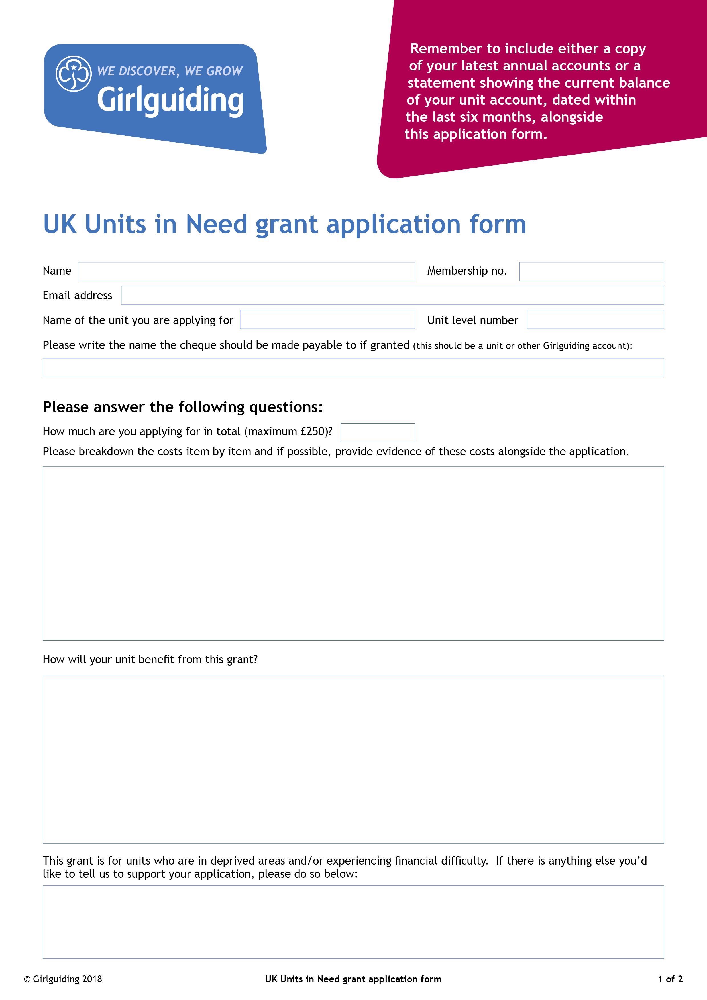 WE DISCOVER, WE GROW
Girlguiding
Remember to include either a copy
of your latest annual accounts or a
statement showing the current balance
of your unit account, dated within
the last six months, alongside
this application form.
UK Units in Need grant application form
Name
Membership no.
Email address
Name of the unit you are applying for
Unit level number
Please write the name the cheque should be made payable to if granted (this should be a unit or other Girlguiding account):
Please answer the following questions:
How much are you applying for in total (maximum £250)?
Please breakdown the costs item by item and if possible, provide evidence of these costs alongside the application.
How will your unit benefit from this grant?
This grant is for units who are in deprived areas and/or experiencing financial difficulty.  If there is anything else you’d
like to tell us to support your application, please do so below:
© Girlguiding 2018
UK Units in Need grant application form
1 of 2